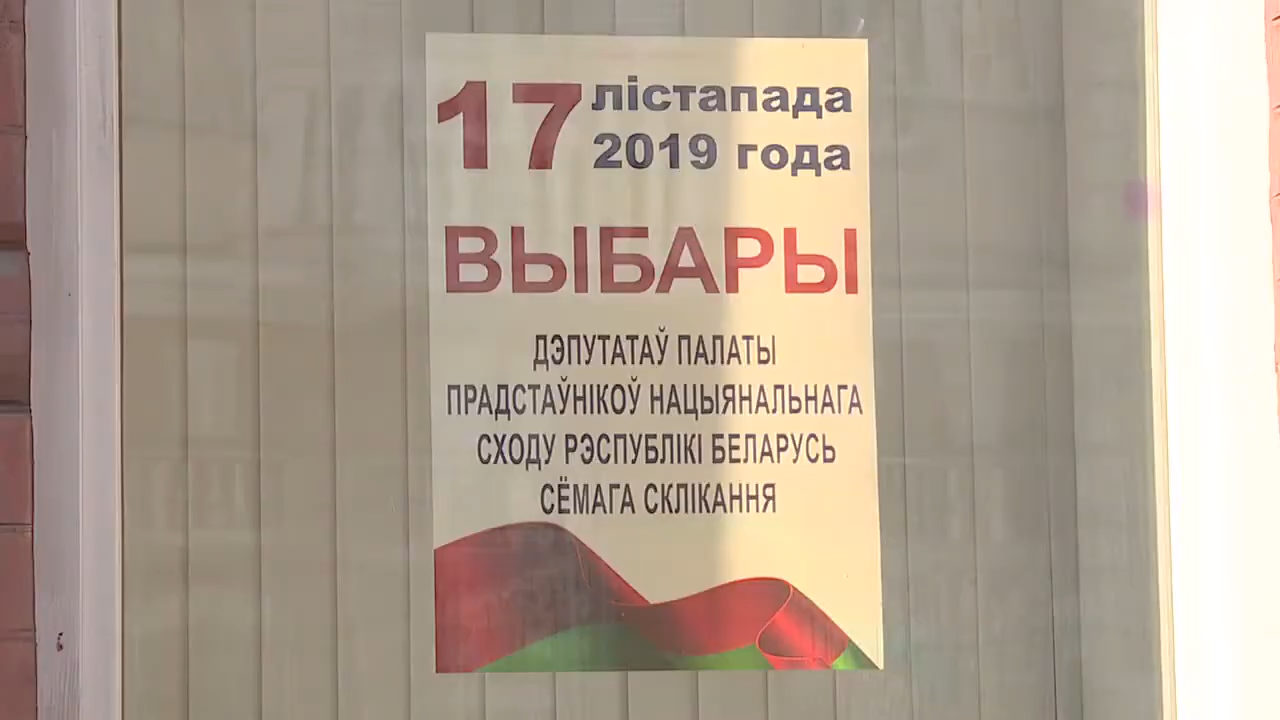 17 лістапада
2019 года
ВЫБАРЫ
ДЭПУТАТАЎ ПАЛАТЫ
ПРАДСТАЎНІКОЎ НАЦЫЯНАЛЬНАГА
СХОДУ РЭСПУБЛІКІ БЕЛАРУСЬ
СЁМАГА СКЛІКАННЯ